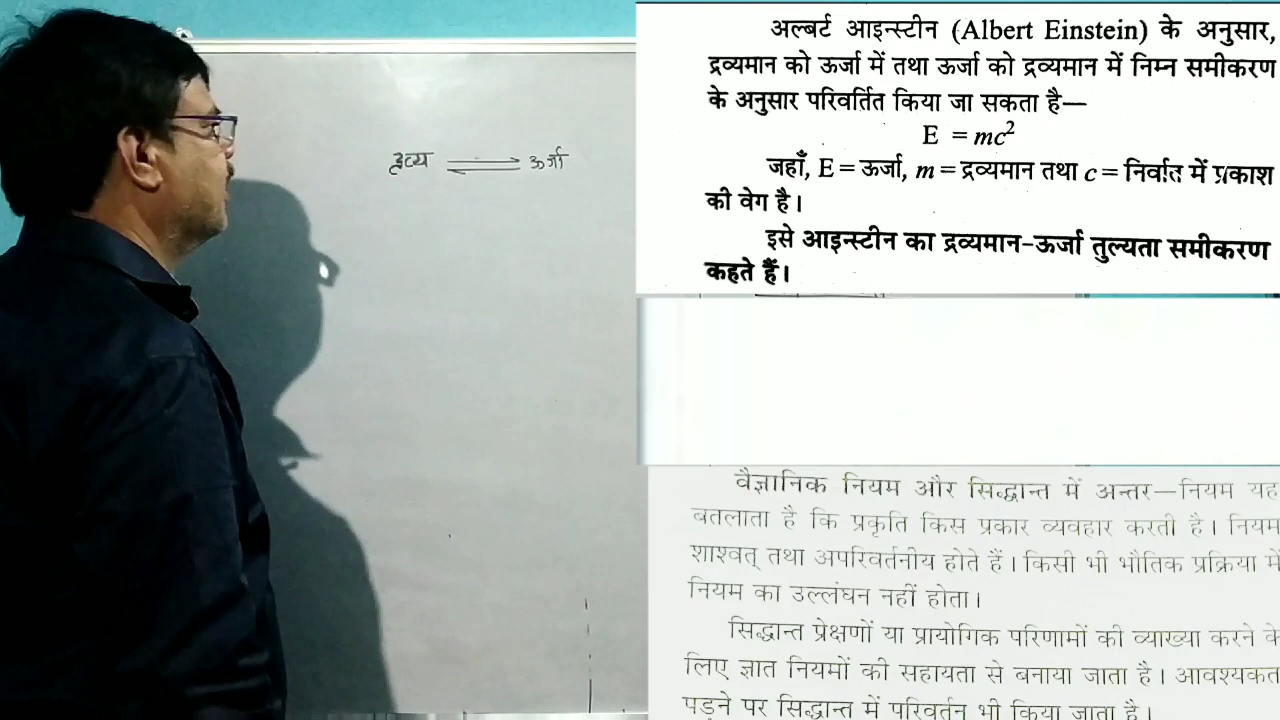 द्रव्य ⇌ ऊर्जा
अल्बर्ट आइन्स्टीन (Albert Einstein) के अनुसार,
द्रव्यमान को ऊर्जा में तथा ऊर्जा को द्रव्यमान में निम्न समीकरण
के अनुसार परिवर्तित किया जा सकता है—
E = mc²
जहाँ, E = ऊर्जा, m = द्रव्यमान तथा c = निर्वात में प्रकाश
की वेग है।
इसे आइन्स्टीन का द्रव्यमान-ऊर्जा तुल्यता समीकरण
कहते हैं।
वैज्ञानिक नियम और सिद्धान्त में अन्तर—नियम यह
बतलाता है कि प्रकृति किस प्रकार व्यवहार करती है। नियम
शाश्वत् तथा अपरिवर्तनीय होते हैं। किसी भी भौतिक प्रक्रिया में
नियम का उल्लंघन नहीं होता।
सिद्धान्त प्रेक्षणों या प्रायोगिक परिणामों की व्याख्या करने के
लिए ज्ञात नियमों की सहायता से बनाया जाता है। आवश्यकता
पड़ने पर सिद्धान्त में परिवर्तन भी किया जाता है।